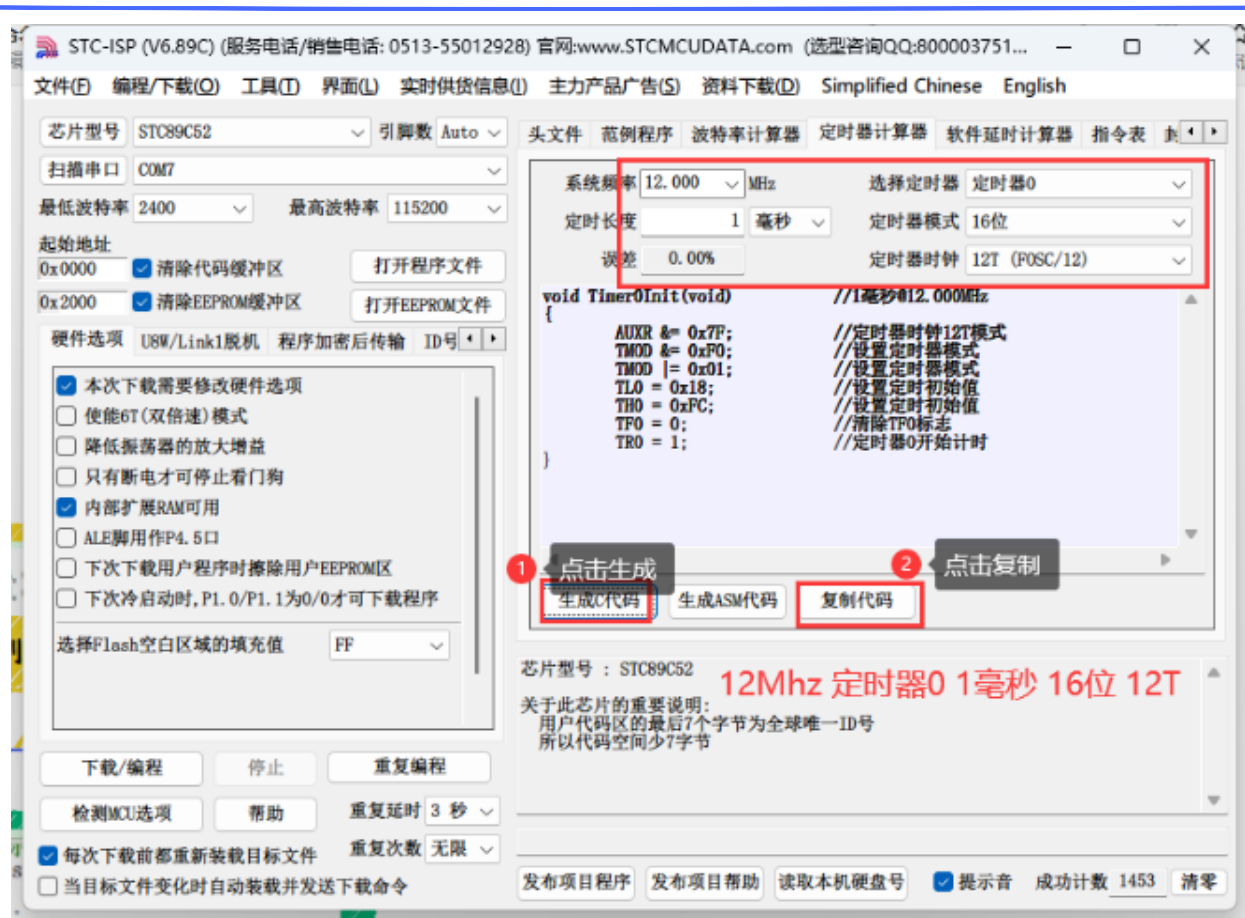 STC-ISP (V6.89C) (服务电话/销售电话: 0513-55012928) 官网:www.STCMCUDATA.com (选型咨询QQ:800003751...
文件(F) 编程/下载(O) 工具(T) 界面(L) 实时供货信息(I) 主力产品广告(S) 资料下载(D) Simplified Chinese English
芯片型号 STC89C52 引脚数 Auto
扫描串口 COM7
最低波特率 2400 最高波特率 115200
起始地址
0x0000 清除代码缓冲区 打开程序文件
0x2000 清除EEPROM缓冲区 打开EEPROM文件
硬件选项 U8W/Link1脱机 程序加密后传输 ID号
本次下载需要修改硬件选项
使能6T(双倍速)模式
降低振荡器的放大增益
只有断电才可停止看门狗
内部扩展RAM可用
ALE脚用作P4.5口
下次下载用户程序时擦除用户EEPROM区
下次冷启动时,P1.0/P1.1为0/0才可下载程序
选择Flash空白区域的填充值 FF
下载/编程 停止 重复编程
检测MCU选项 帮助 重复延时 3 秒
每次下载前都重新装载目标文件 重复次数 无限
当目标文件变化时自动装载并发送下载命令
头文件 范例程序 波特率计算器 定时器计算器 软件延时计算器 指令表
系统频率 12.000 MHz 选择定时器 定时器0
定时长度 1 毫秒 定时器模式 16位
误差 0.00% 定时器时钟 12T (FOSC/12)
void Timer0Init(void) //1毫秒@12.000MHz
{
AUXR &= 0x7F; //定时器时钟12T模式
TMOD &= 0xF0; //设置定时器模式
TMOD |= 0x01; //设置定时器模式
TL0 = 0x18; //设置定时初始值
TH0 = 0xFC; //设置定时初始值
TF0 = 0; //清除TF0标志
TR0 = 1; //定时器0开始计时
}
1 点击生成 2 点击复制
生成C代码 生成ASM代码 复制代码
芯片型号 : STC89C52
12Mhz 定时器0 1毫秒 16位 12T
关于此芯片的重要说明:
用户代码区的最后7个字节为全球唯一ID号
所以代码空间少7字节
发布项目程序 发布项目帮助 读取本机硬盘号 提示音 成功计数 1453 清零